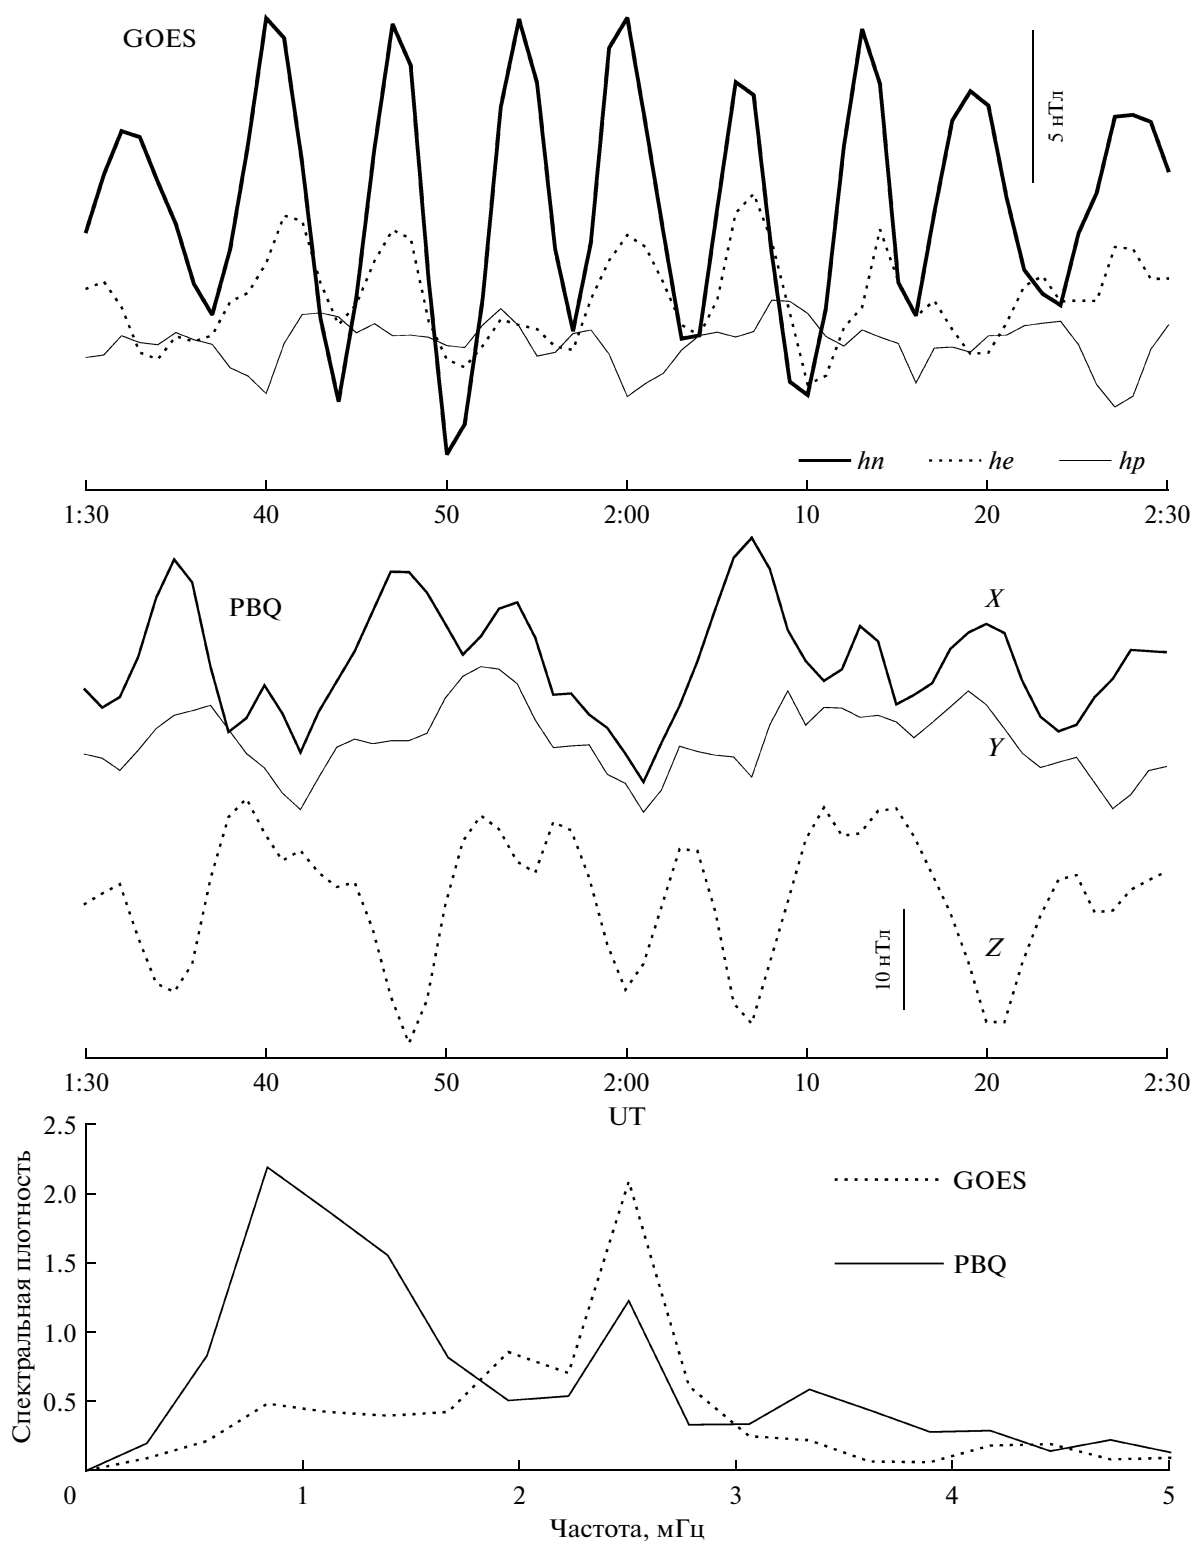 GOES
5 нТл
hn he hp
1:30 40 50 2:00 10 20 2:30
PBQ
X
Y
Z
10 нТл
1:30 40 50 2:00 10 20 2:30
UT
Спектральная плотность
2.5
2.0
1.5
1.0
0.5
GOES
PBQ
0 1 2 3 4 5
Частота, мГц